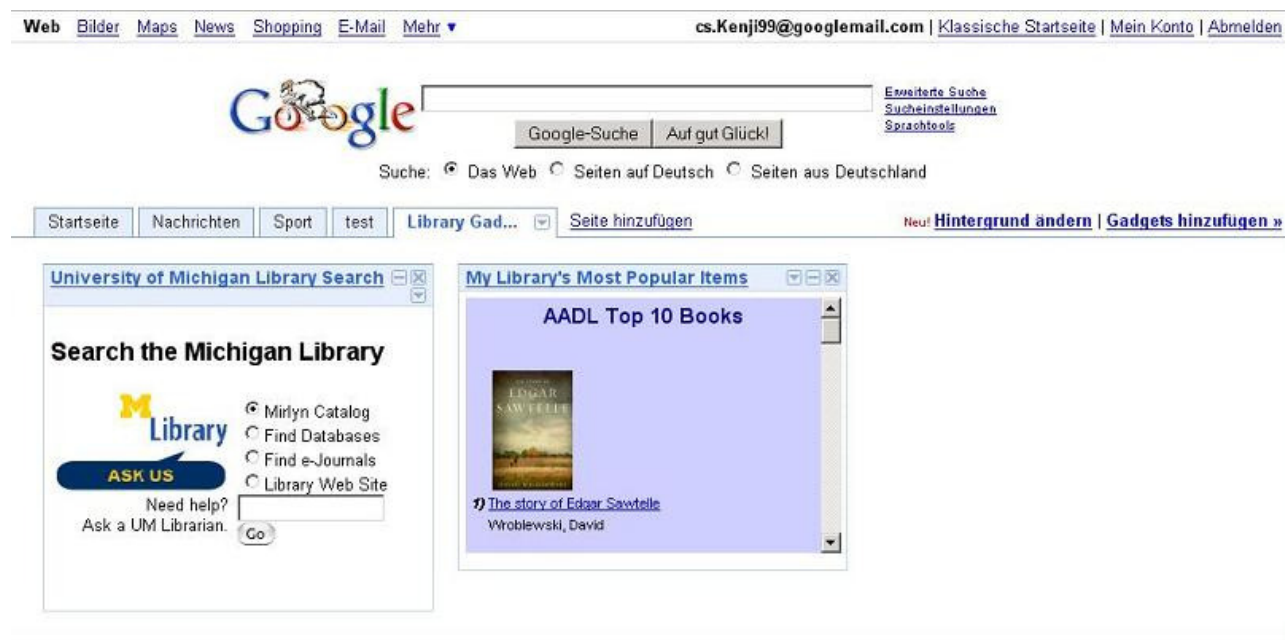 Web Bilder Maps News Shopping E-Mail Mehr ▼ cs.Kenji99@googlemail.com | Klassische Startseite | Mein Konto | Abmelden
Google
Erweiterte Suche
Sucheinstellungen
Sprachtools
Google-Suche Auf gut Glück!
Suche: Das Web Seiten auf Deutsch Seiten aus Deutschland
Startseite Nachrichten Sport test Library Gad... Seite hinzufügen Neu! Hintergrund ändern | Gadgets hinzufügen »
University of Michigan Library Search
Search the Michigan Library
M
Library
ASK US
Need help?
Ask a UM Librarian.
Mirlyn Catalog
Find Databases
Find e-Journals
Library Web Site
Go
My Library's Most Popular Items
AADL Top 10 Books
EDGAR
SAWTELLE
1) The story of Edgar Sawtelle
Wroblewski, David